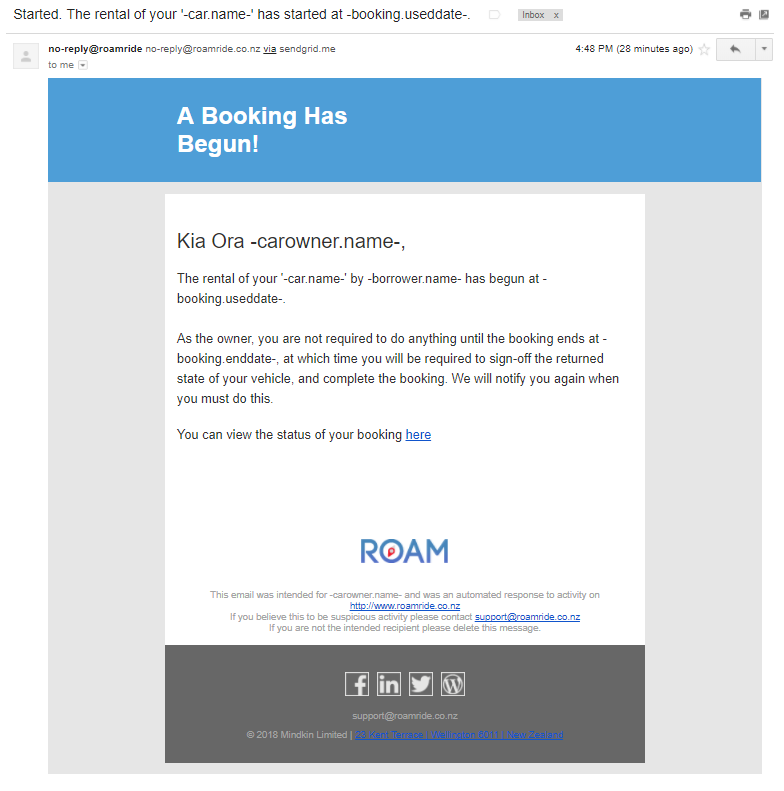 Started. The rental of your '-car.name-' has started at -booking.useddate-.
Inbox x
no-reply@roamride no-reply@roamride.co.nz via sendgrid.me
4:48 PM (28 minutes ago)
to me
A Booking Has
Begun!
Kia Ora -carowner.name-,
The rental of your '-car.name-' by -borrower.name- has begun at -
booking.useddate-.
As the owner, you are not required to do anything until the booking ends at -
booking.enddate-, at which time you will be required to sign-off the returned
state of your vehicle, and complete the booking. We will notify you again when
you must do this.
You can view the status of your booking here
ROAM
This email was intended for -carowner.name- and was an automated response to activity on
http://www.roamride.co.nz
If you believe this to be suspicious activity please contact support@roamride.co.nz
If you are not the intended recipient please delete this message.
support@roamride.co.nz
© 2018 Mindkin Limited | 23 Kent Terrace | Wellington 6011 | New Zealand